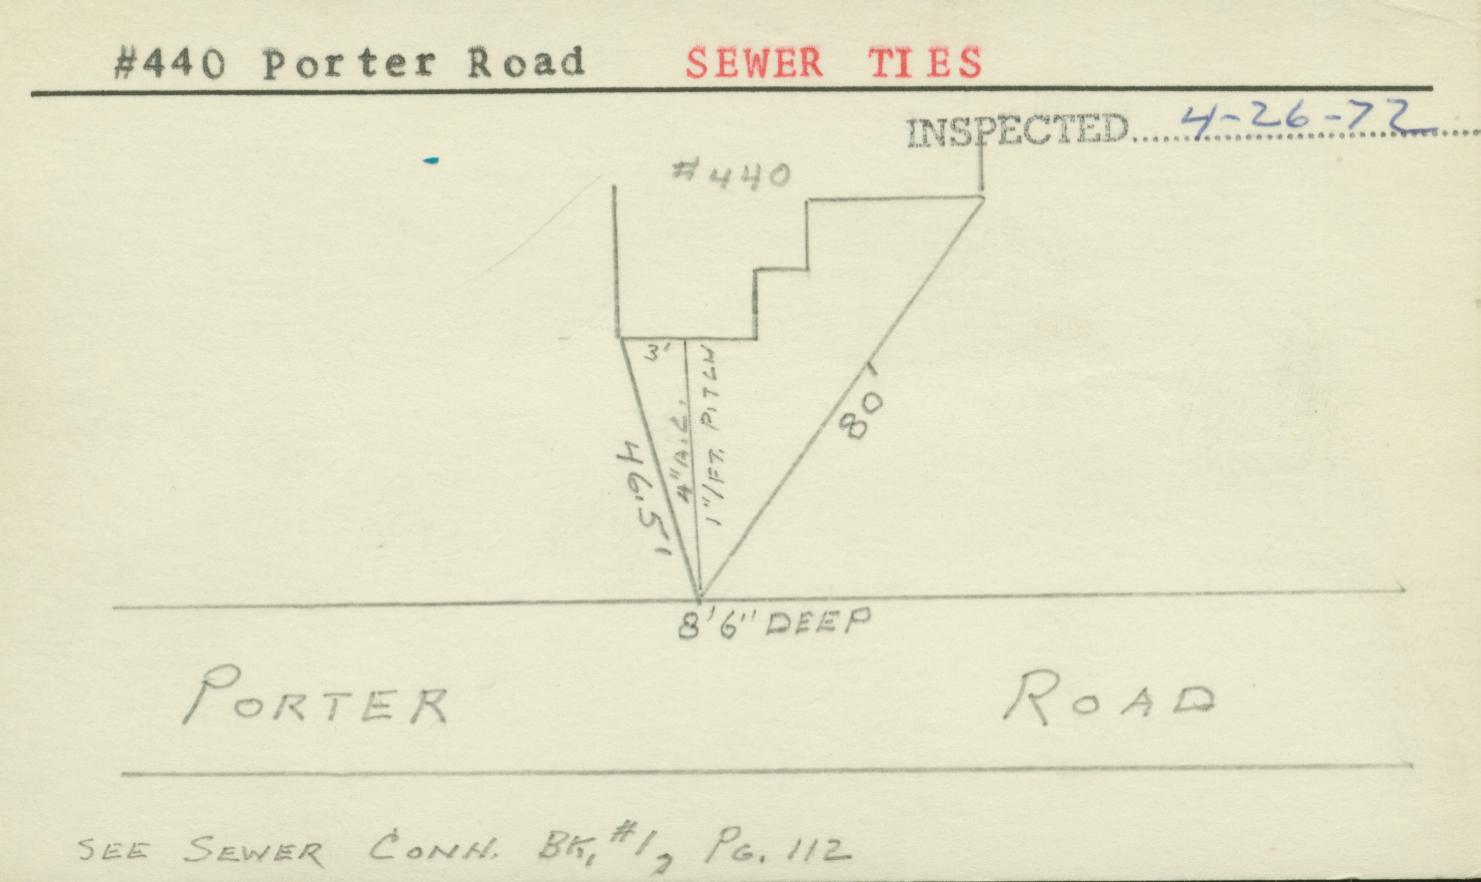 #440 Porter Road SEWER TIES
INSPECTED.....4-26-72
#440
3'
4" A.C.
1"/FT. PITCH
46.5'
80'
8'6" DEEP
PORTER ROAD
SEE SEWER CONN. BK, #1, PG. 112